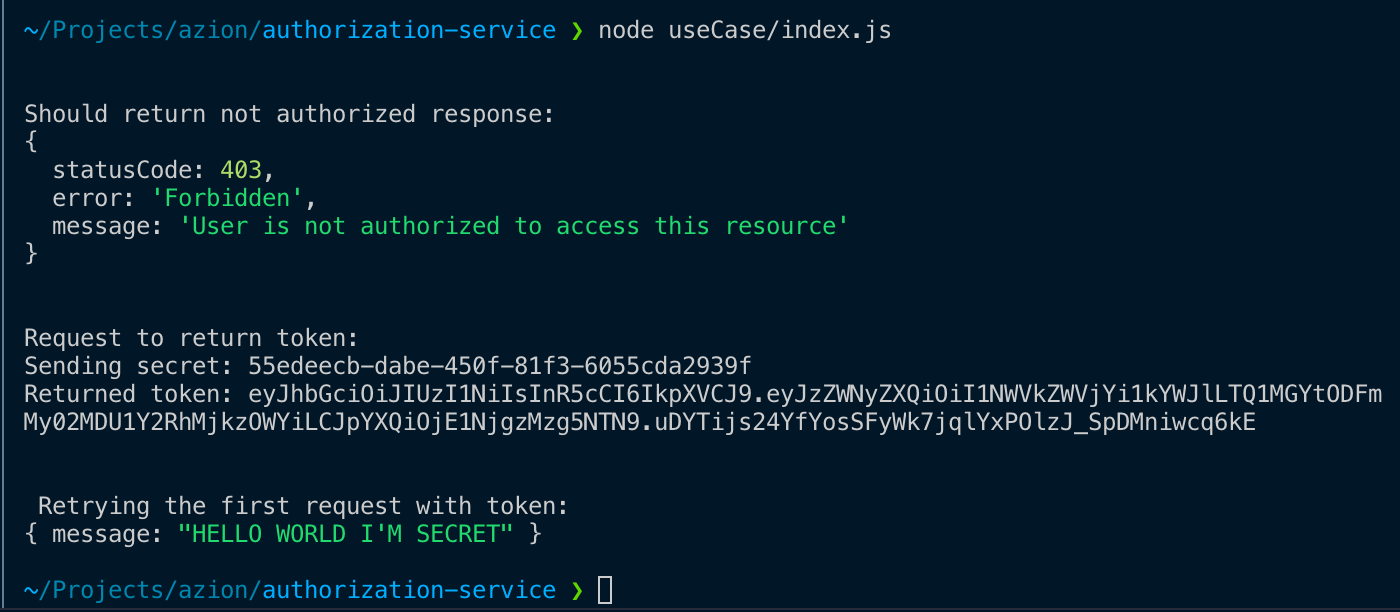 ~/Projects/azion/authorization-service ❯ node useCase/index.js
Should return not authorized response:
{
  statusCode: 403,
  error: 'Forbidden',
  message: 'User is not authorized to access this resource'
}
Request to return token:
Sending secret: 55edeecb-dabe-450f-81f3-6055cda2939f
Returned token: eyJhbGciOiJIUzI1NiIsInR5cCI6IkpXVCJ9.eyJzZWNyZXQiOiI1NWVkZWVjYi1kYWJlLTQ1MGYtODFm
My02MDU1Y2RhMjkzOWYiLCJpYXQiOjE1NjgzMzg5NTN9.uDYTijs24YfYosSFyWk7jqlYxPOlzJ_SpDMniwcq6kE
 Retrying the first request with token:
{ message: "HELLO WORLD I'M SECRET" }
~/Projects/azion/authorization-service ❯